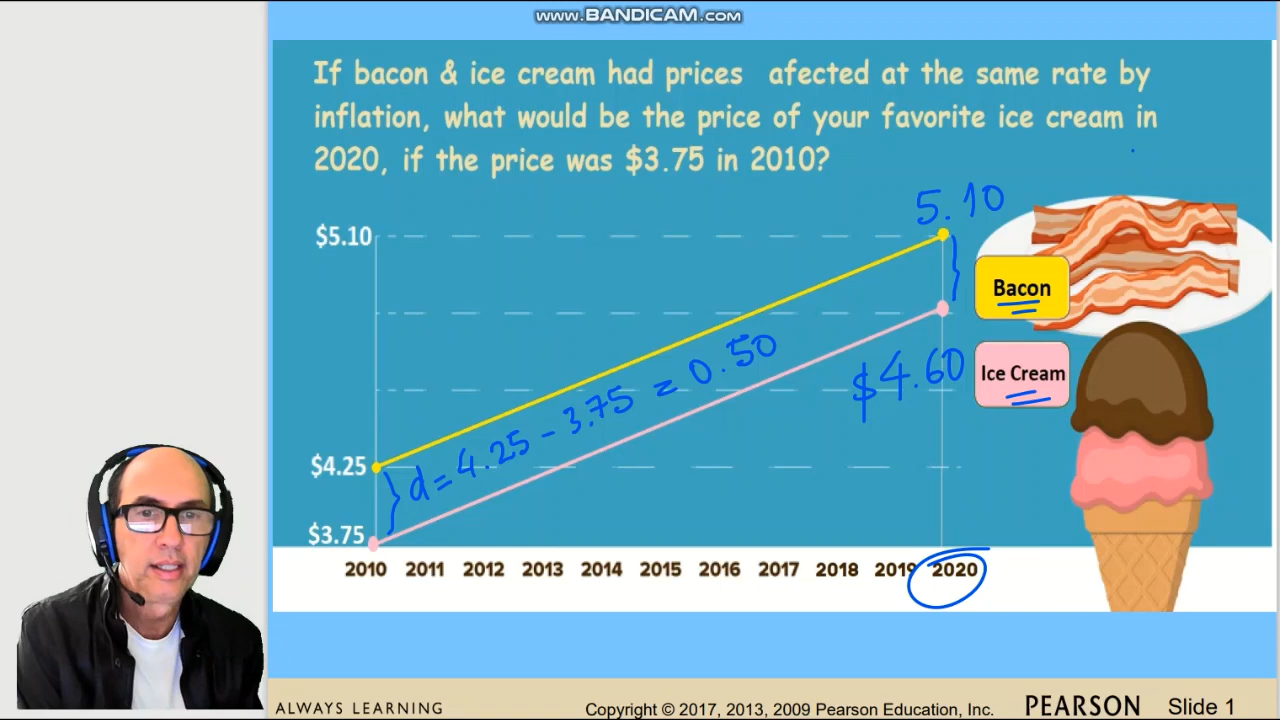 WWW.BANDICAM.COM
If bacon & ice cream had prices afected at the same rate by
inflation, what would be the price of your favorite ice cream in
2020, if the price was $3.75 in 2010?
5.10
$5.10
Bacon
Ice Cream
$4.60
d = 4.25 - 3.75 = 0.50
$4.25
$3.75
2010 2011 2012 2013 2014 2015 2016 2017 2018 2019 2020
ALWAYS LEARNING
Copyright © 2017, 2013, 2009 Pearson Education, Inc.
PEARSON
Slide 1